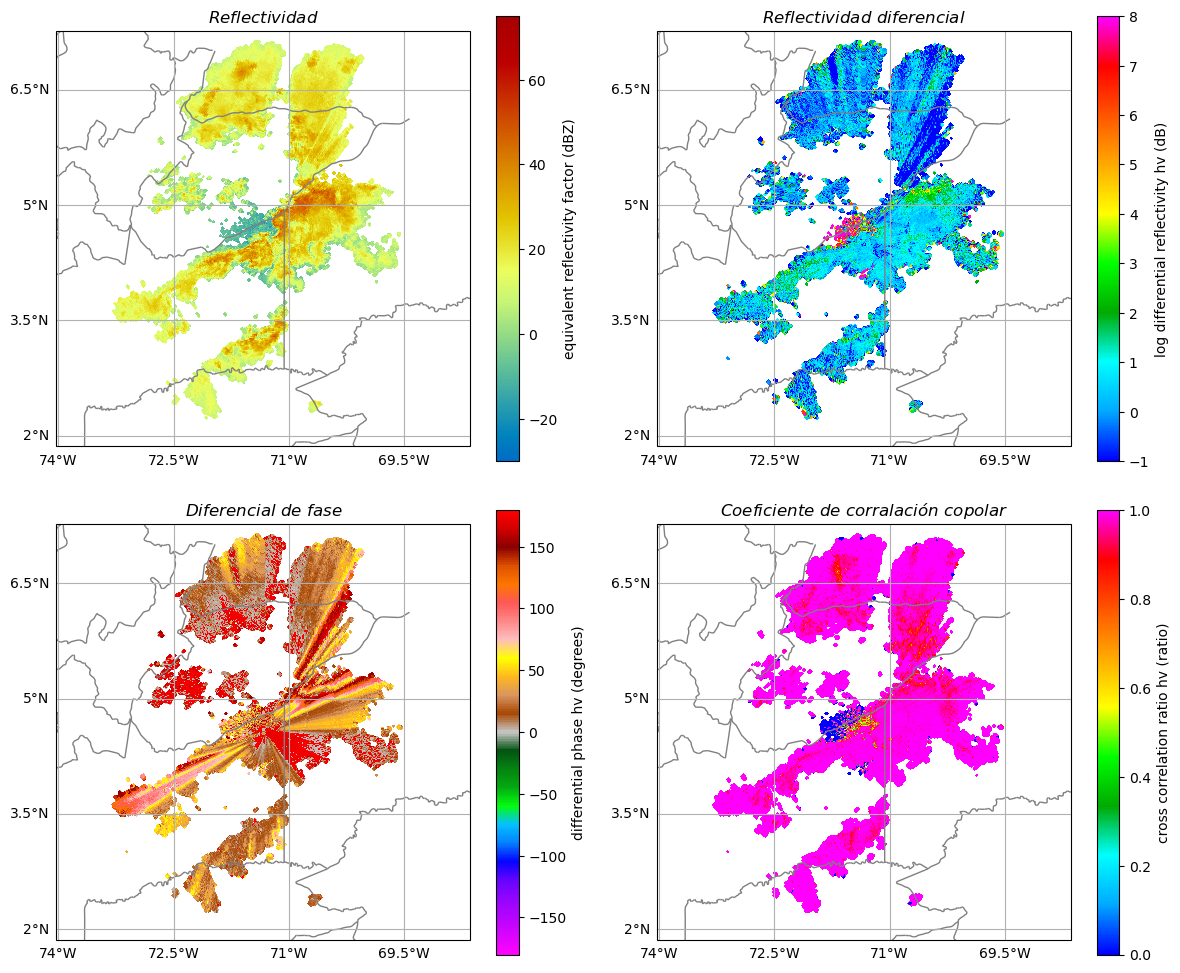 Reflectividad
6.5°N
5°N
3.5°N
2°N
74°W 72.5°W 71°W 69.5°W
60
40
20
0
−20
equivalent reflectivity factor (dBZ)
Reflectividad diferencial
6.5°N
5°N
3.5°N
2°N
74°W 72.5°W 71°W 69.5°W
8
7
6
5
4
3
2
1
0
−1
log differential reflectivity hv (dB)
Diferencial de fase
6.5°N
5°N
3.5°N
2°N
74°W 72.5°W 71°W 69.5°W
150
100
50
0
−50
−100
−150
differential phase hv (degrees)
Coeficiente de corralación copolar
6.5°N
5°N
3.5°N
2°N
74°W 72.5°W 71°W 69.5°W
1.0
0.8
0.6
0.4
0.2
0.0
cross correlation ratio hv (ratio)